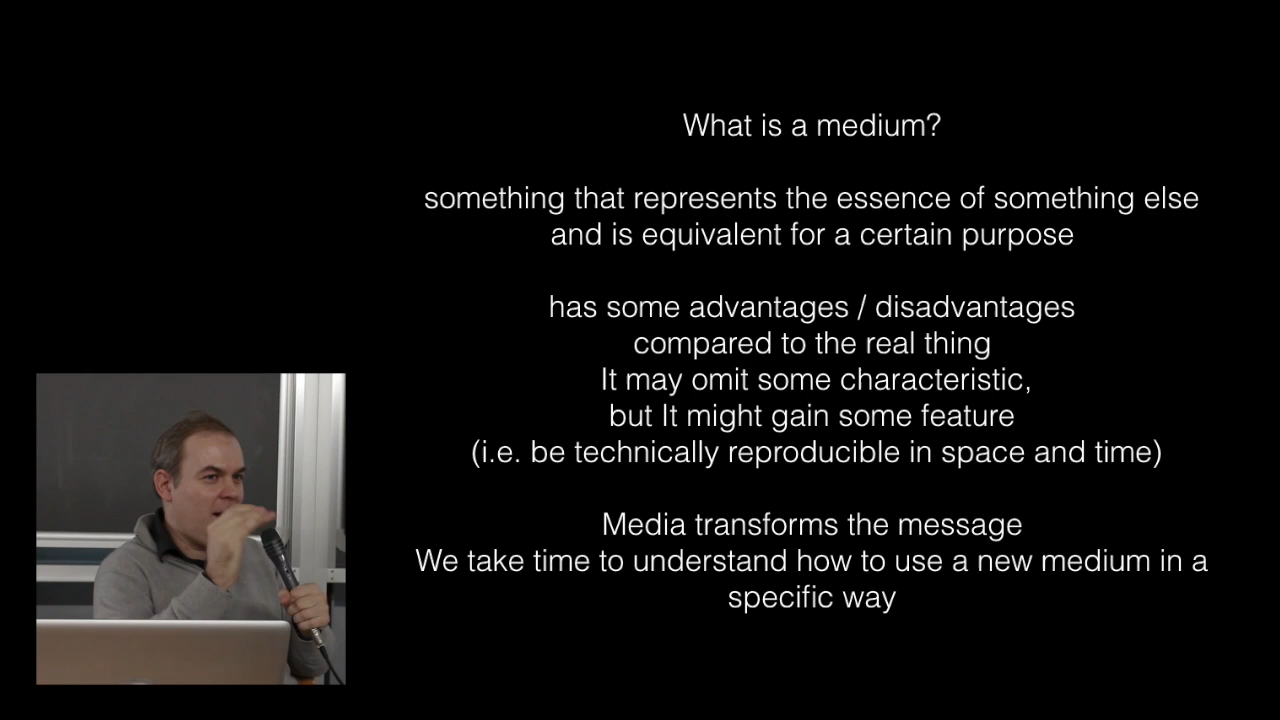 What is a medium?
something that represents the essence of something else
and is equivalent for a certain purpose
has some advantages / disadvantages
compared to the real thing
It may omit some characteristic,
but It might gain some feature
(i.e. be technically reproducible in space and time)
Media transforms the message
We take time to understand how to use a new medium in a
specific way